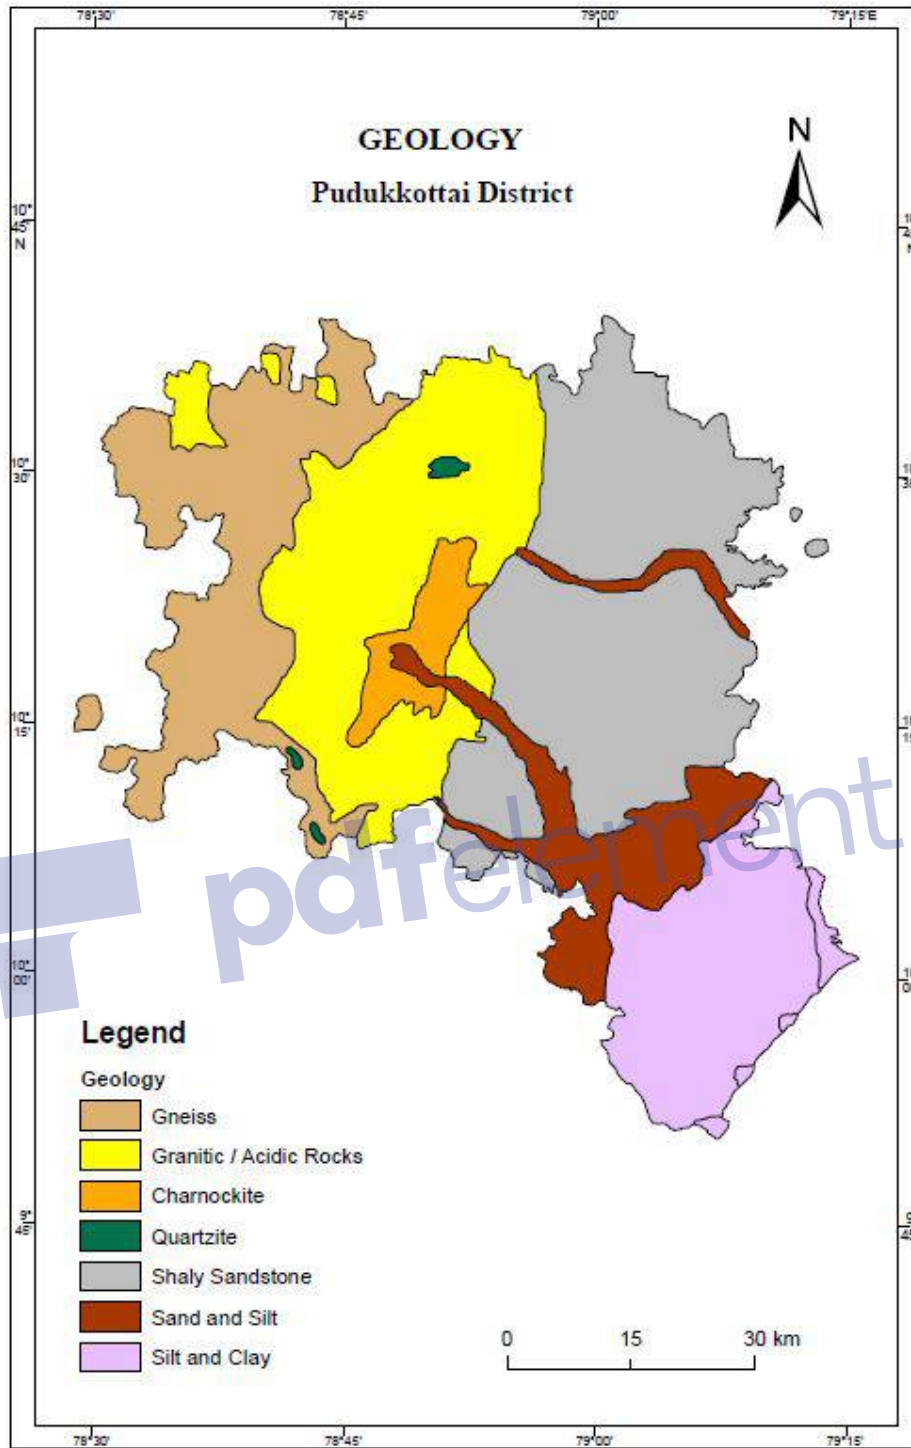 78°30' 78°45' 79°00' 79°15'E
GEOLOGY
Pudukkottai District
N
10°
45'
N
10°
30'
10°
15'
10°
00'
9°
45'
pdfelement
Legend
Geology
Gneiss
Granitic / Acidic Rocks
Charnockite
Quartzite
Shaly Sandstone
Sand and Silt
Silt and Clay
0 15 30 km
78°30' 78°45' 79°00' 79°15'